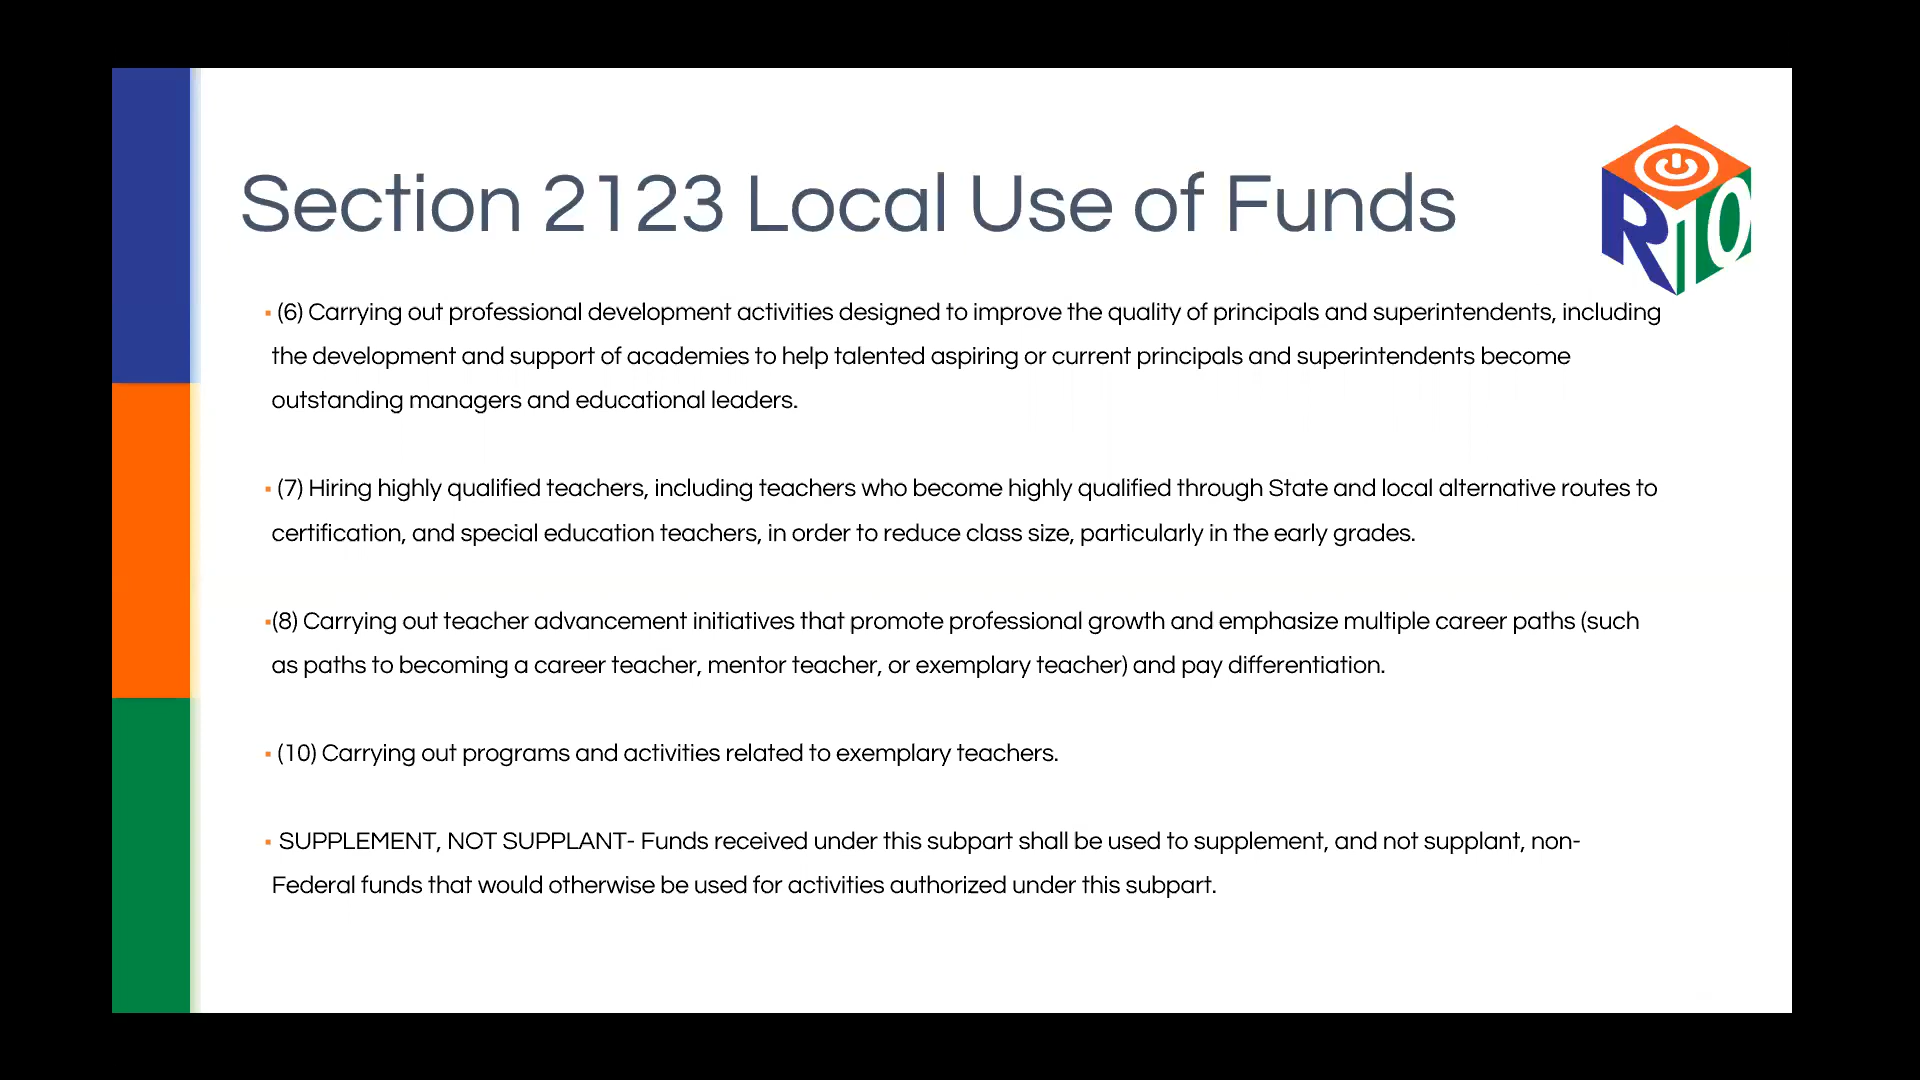 Section 2123 Local Use of Funds
R10
▪ (6) Carrying out professional development activities designed to improve the quality of principals and superintendents, including
the development and support of academies to help talented aspiring or current principals and superintendents become
outstanding managers and educational leaders.
▪ (7) Hiring highly qualified teachers, including teachers who become highly qualified through State and local alternative routes to
certification, and special education teachers, in order to reduce class size, particularly in the early grades.
▪(8) Carrying out teacher advancement initiatives that promote professional growth and emphasize multiple career paths (such
as paths to becoming a career teacher, mentor teacher, or exemplary teacher) and pay differentiation.
▪ (10) Carrying out programs and activities related to exemplary teachers.
▪ SUPPLEMENT, NOT SUPPLANT- Funds received under this subpart shall be used to supplement, and not supplant, non-
Federal funds that would otherwise be used for activities authorized under this subpart.